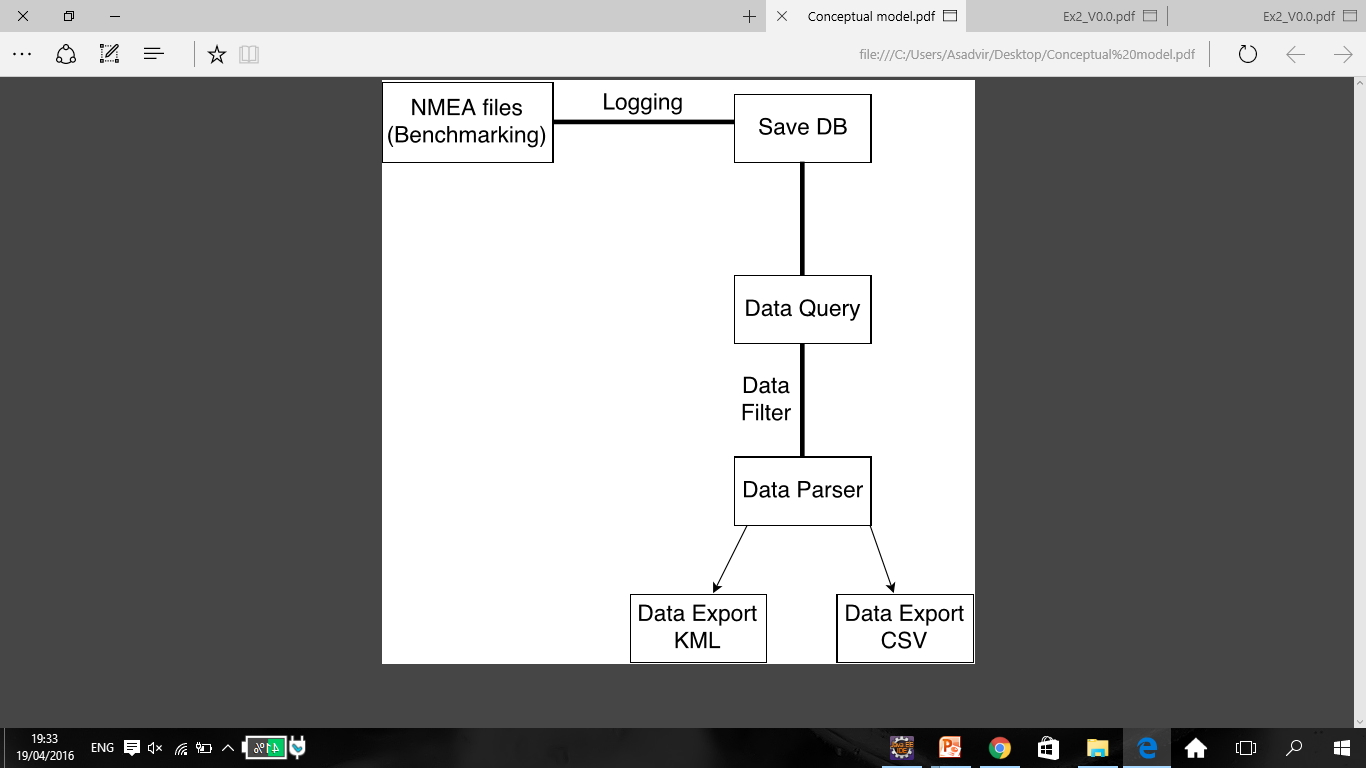 Conceptual model.pdf
Ex2_V0.0.pdf
Ex2_V0.0.pdf
file:///C:/Users/Asadvir/Desktop/Conceptual%20model.pdf
NMEA files
(Benchmarking)
Logging
Save DB
Data Query
Data
Filter
Data Parser
Data Export
KML
Data Export
CSV
19:33
19/04/2016
ENG
41%